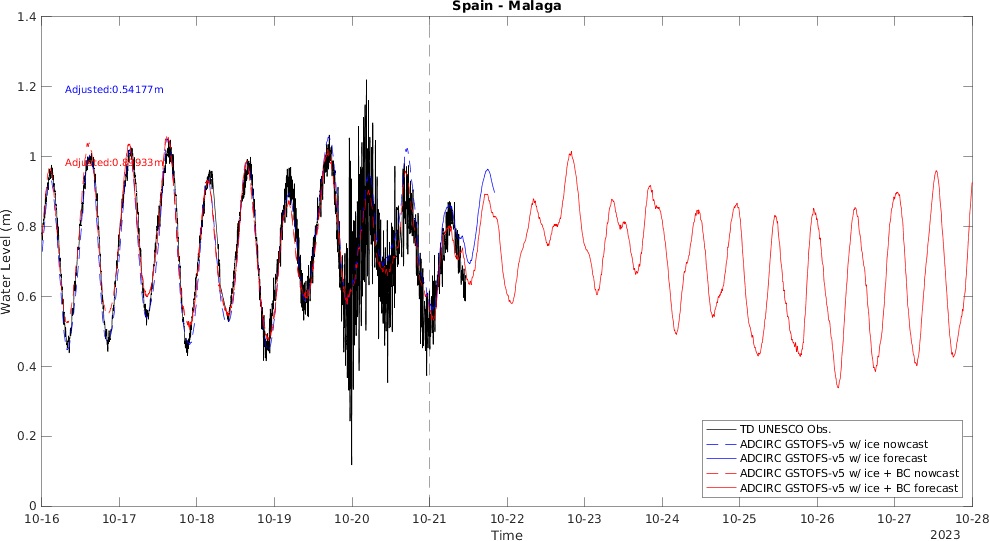 Spain - Malaga
1.4
1.2
1
0.8
0.6
0.4
0.2
0
Water Level (m)
Adjusted:0.54177m
TD UNESCO Obs.
ADCIRC GSTOFS-v5 w/ ice nowcast
ADCIRC GSTOFS-v5 w/ ice forecast
ADCIRC GSTOFS-v5 w/ ice + BC nowcast
ADCIRC GSTOFS-v5 w/ ice + BC forecast
10-16 10-17 10-18 10-19 10-20 10-21 10-22 10-23 10-24 10-25 10-26 10-27 10-28
Time
2023